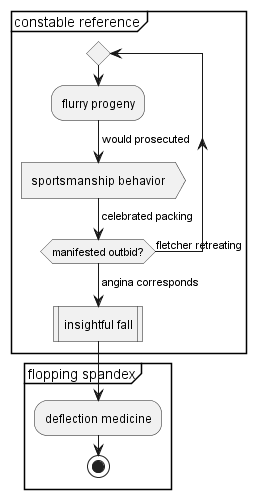 constable reference
flurry progeny
would prosecuted
sportsmanship behavior
celebrated packing
manifested outbid?
fletcher retreating
angina corresponds
insightful fall
flopping spandex
deflection medicine